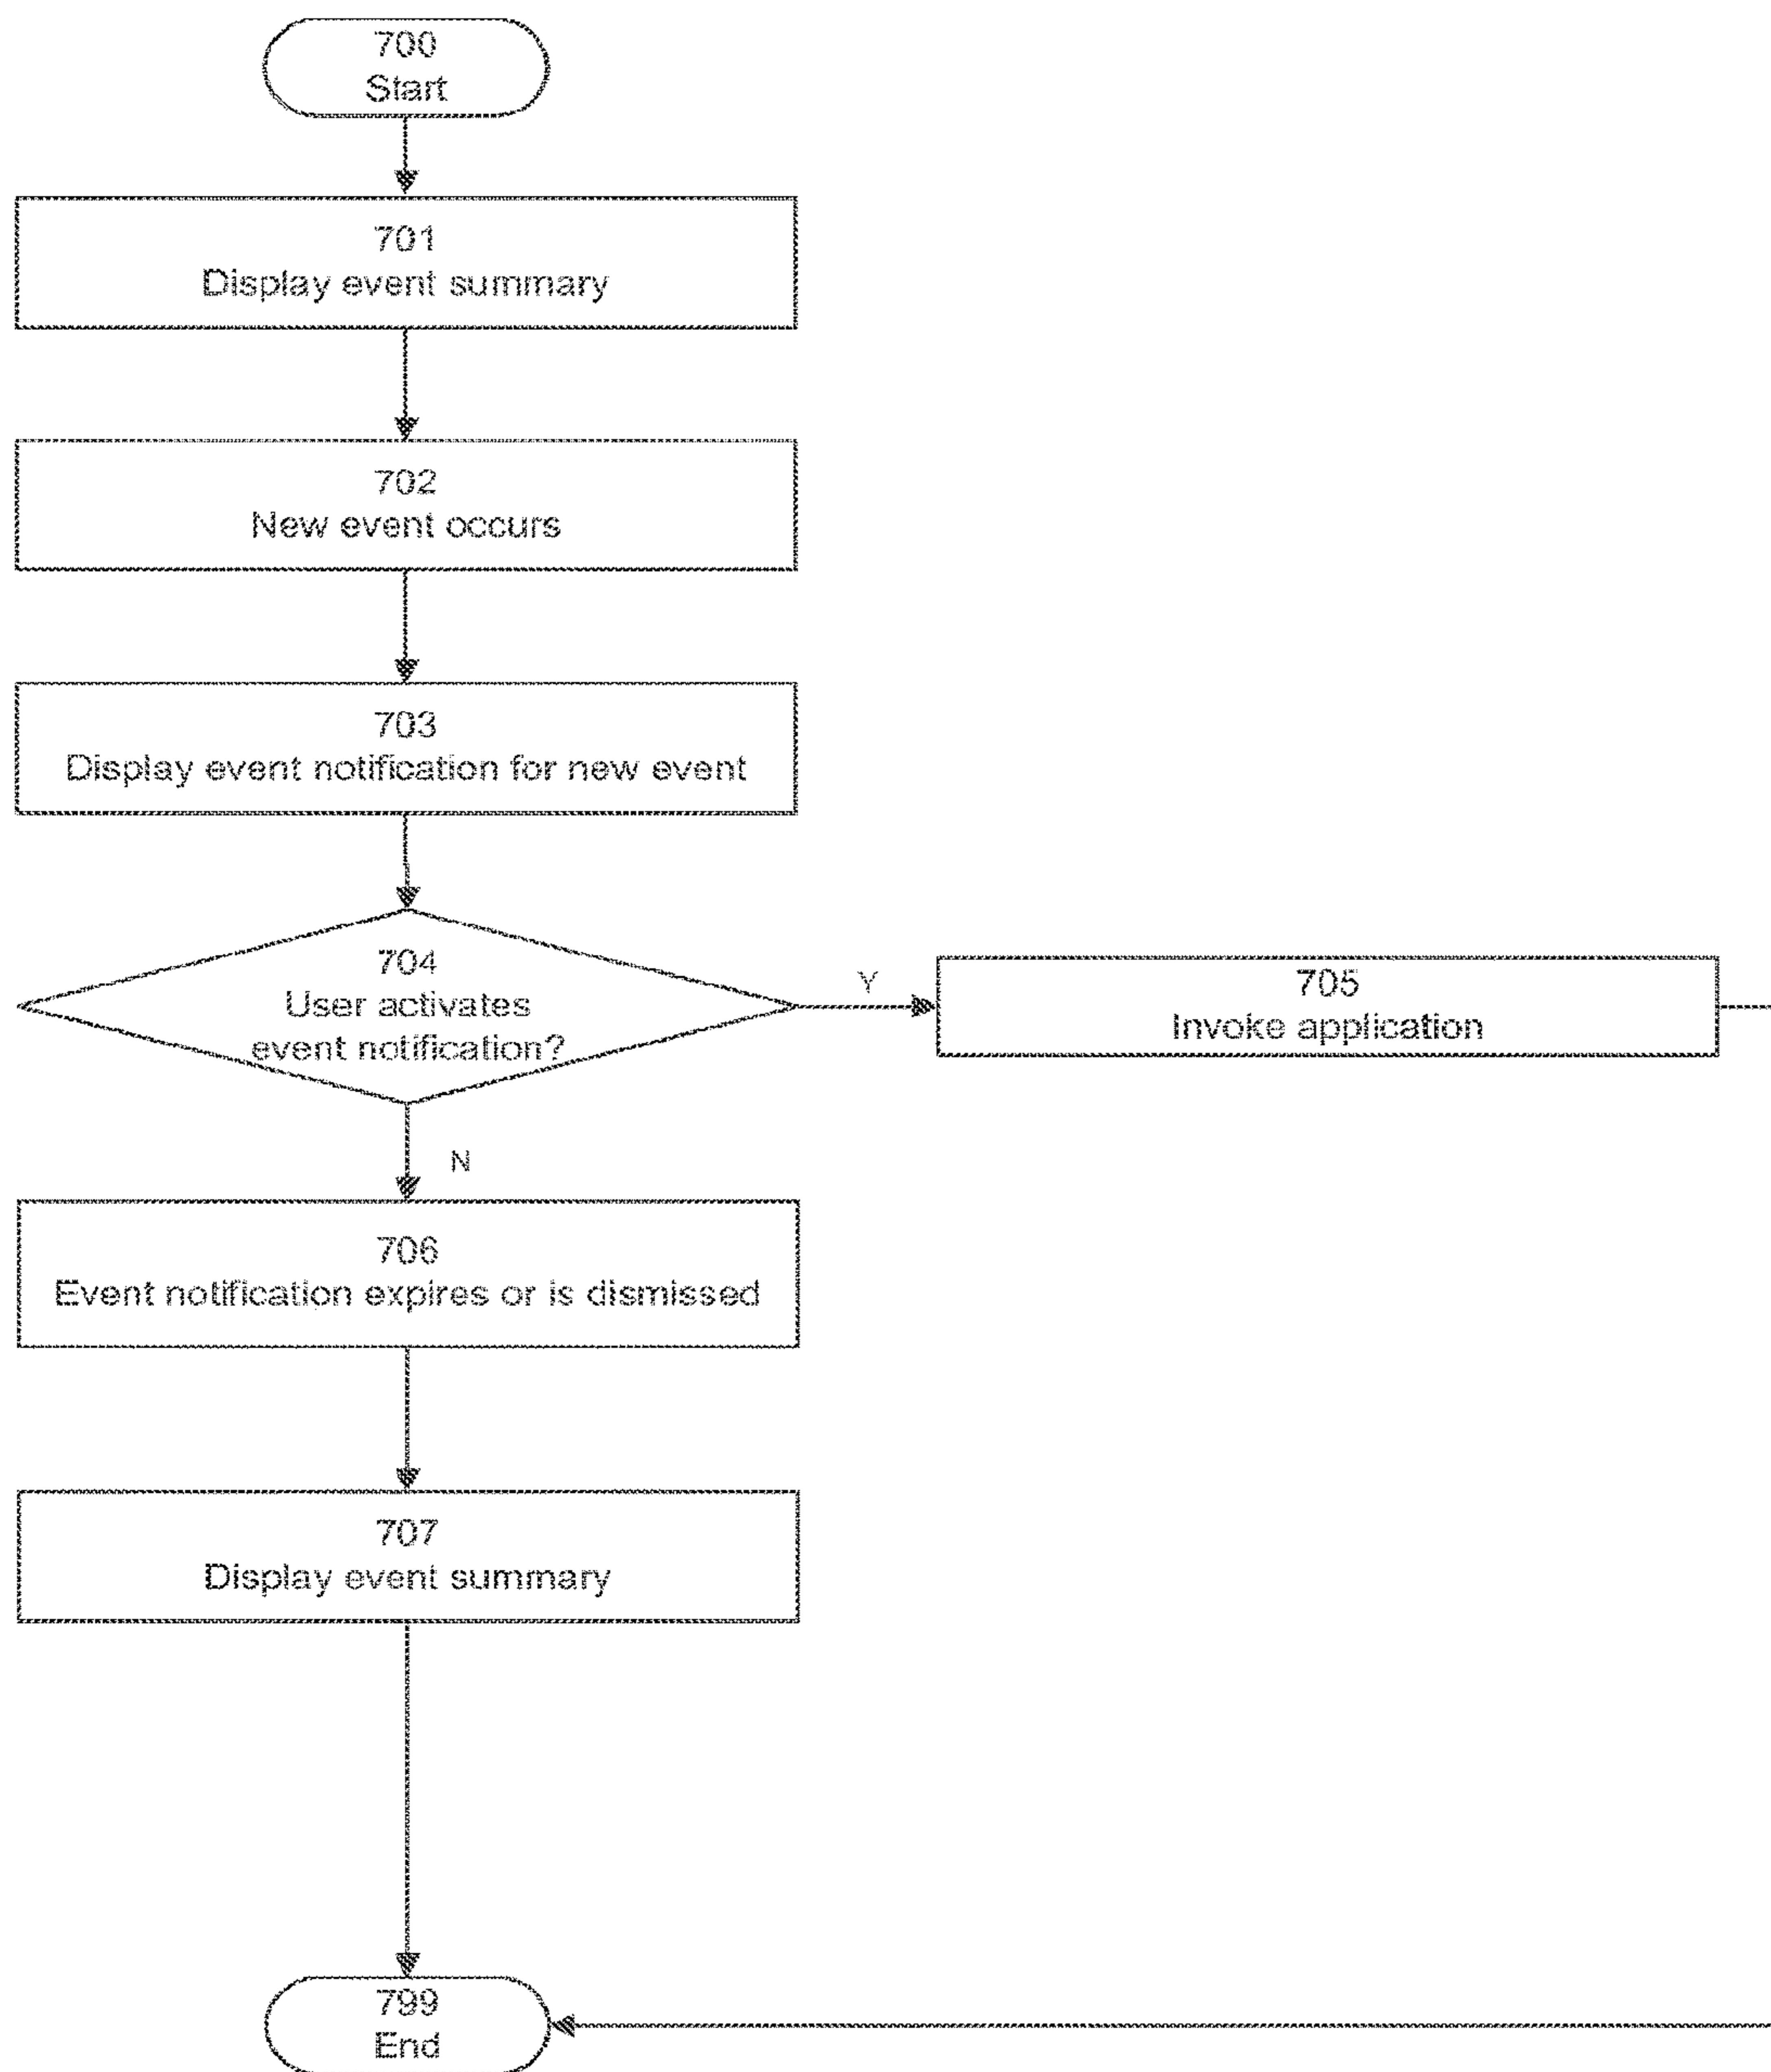 700
Start
701
Display event summary
702
New event occurs
703
Display event notification for new event
704
User activates
event notification?
Y
705
Invoke application
N
706
Event notification expires or is dismissed
707
Display event summary
799
End